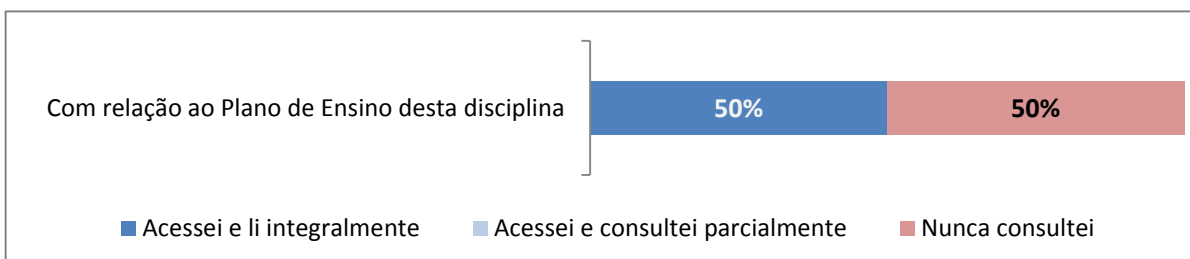 Com relação ao Plano de Ensino desta disciplina 50% 50%
Acessei e li integralmente Acessei e consultei parcialmente Nunca consultei